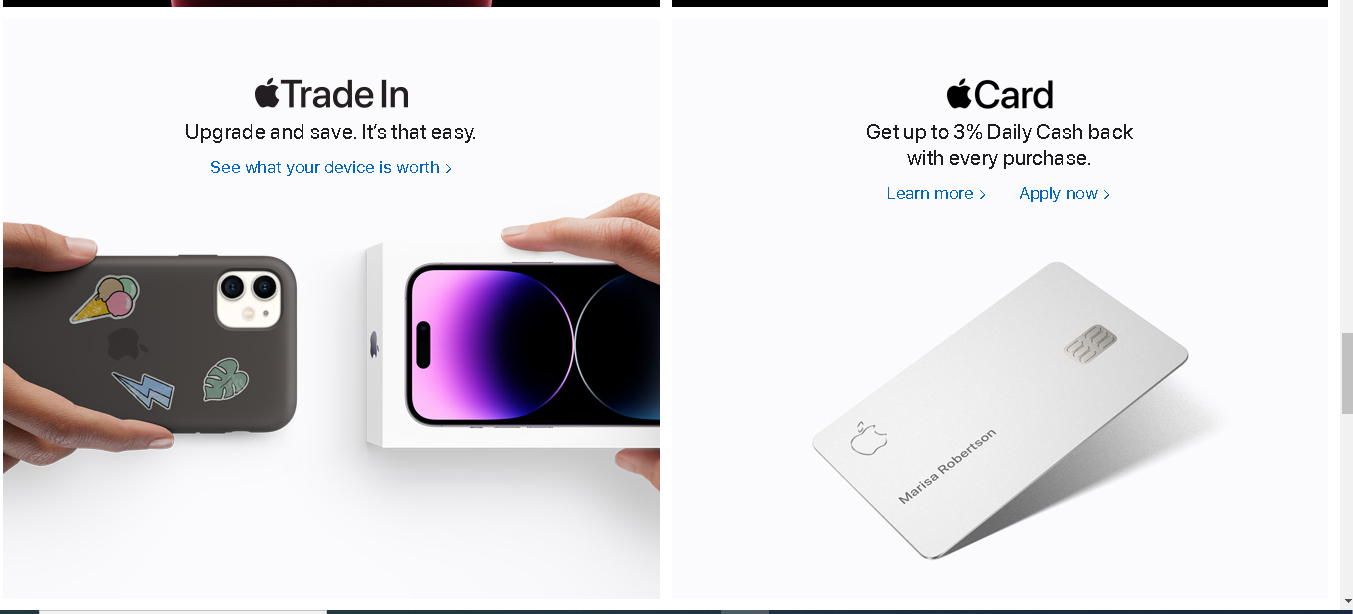 Trade In
Upgrade and save. It's that easy.
See what your device is worth >
Card
Get up to 3% Daily Cash back
with every purchase.
Learn more >
Apply now >
Marisa Robertson